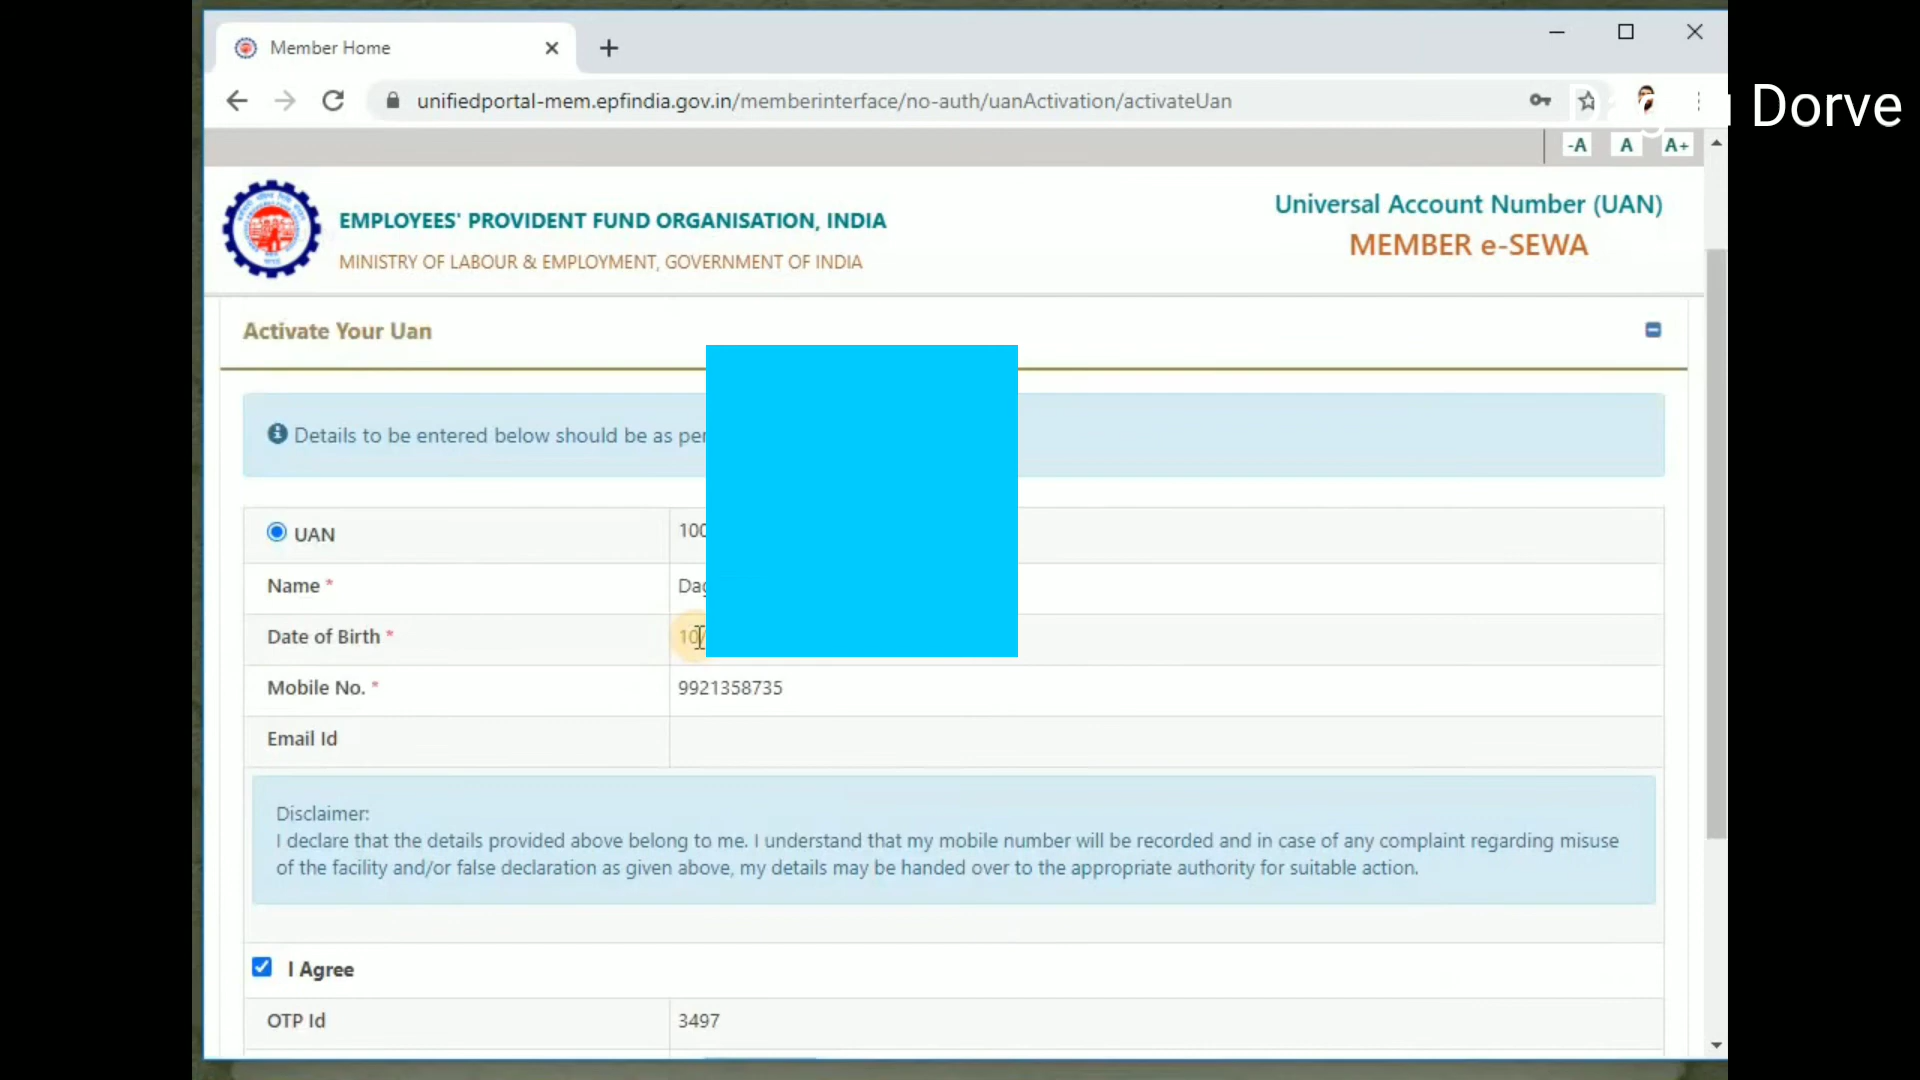 Member Home
unifiedportal-mem.epfindia.gov.in/memberinterface/no-auth/uanActivation/activateUan
Dorve
-A A A+
EMPLOYEES' PROVIDENT FUND ORGANISATION, INDIA
MINISTRY OF LABOUR & EMPLOYMENT, GOVERNMENT OF INDIA
Universal Account Number (UAN)
MEMBER e-SEWA
Activate Your Uan
Details to be entered below should be as per
UAN 100
Name * Dag
Date of Birth * 10/
Mobile No. * 9921358735
Email Id
Disclaimer:
I declare that the details provided above belong to me. I understand that my mobile number will be recorded and in case of any complaint regarding misuse
of the facility and/or false declaration as given above, my details may be handed over to the appropriate authority for suitable action.
I Agree
OTP Id 3497